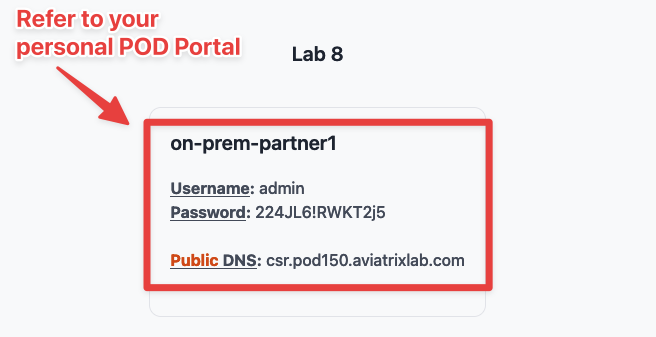 Refer to your
personal POD Portal
Lab 8
on-prem-partner1
Username: admin
Password: 224JL6!RWKT2j5
Public DNS: csr.pod150.aviatrixlab.com